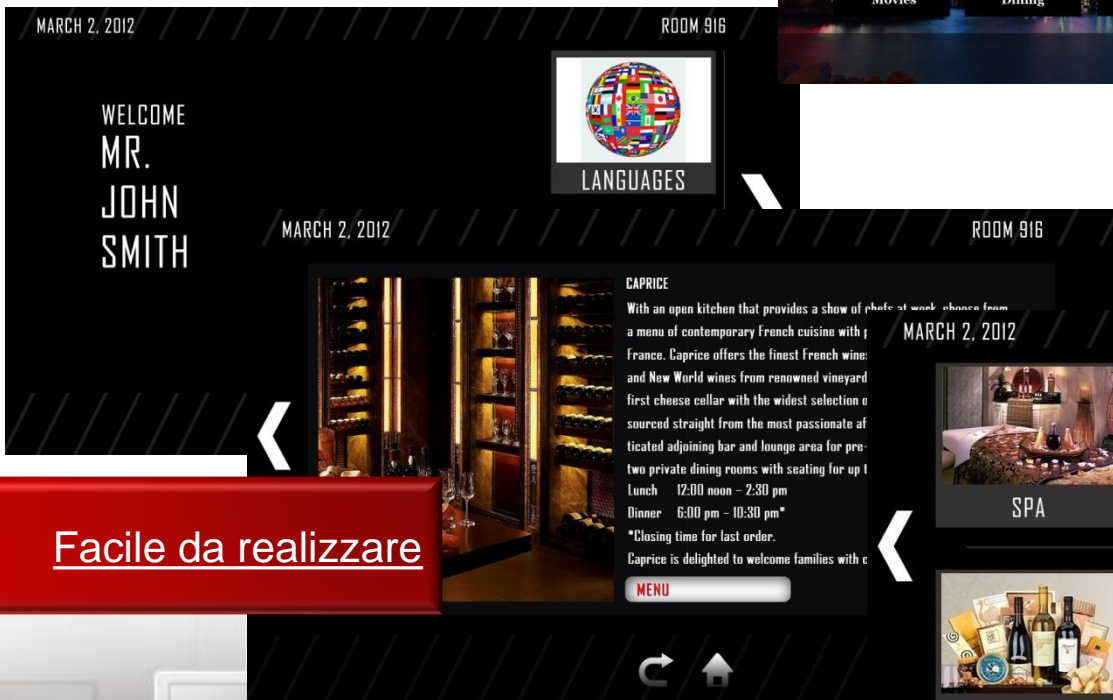 Movies
Dining
MARCH 2, 2012
ROOM 916
WELCOME
MR.
JOHN
SMITH
LANGUAGES
MARCH 2, 2012
ROOM 916
CAPRICE
With an open kitchen that provides a show of chefs at work, choose from
a menu of contemporary French cuisine with
France. Caprice offers the finest French wine
and New World wines from renowned vineyard
first cheese cellar with the widest selection
sourced straight from the most passionate af
ticated adjoining bar and lounge area for pre-
two private dining rooms with seating for up
Lunch 12:00 noon – 2:30 pm
Dinner 6:00 pm – 10:30 pm*
*Closing time for last order.
Caprice is delighted to welcome families with
MENU
MARCH 2, 2012
SPA
Facile da realizzare